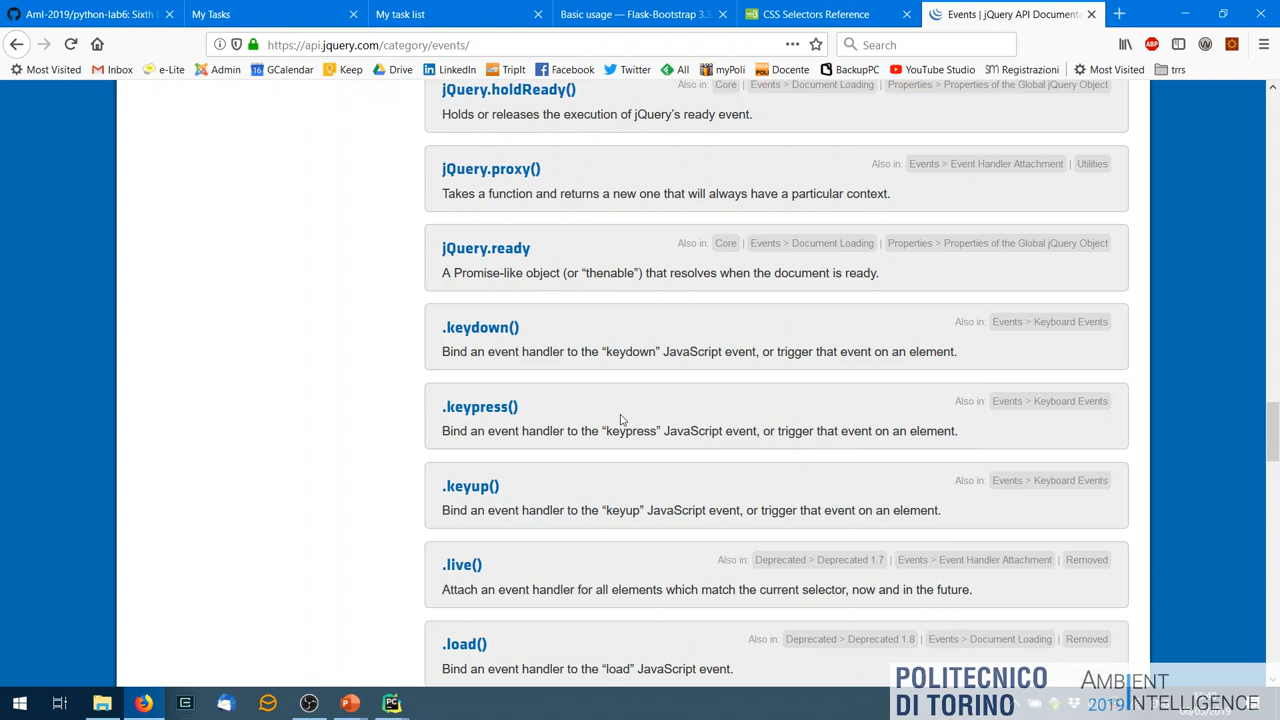 AmI-2019/python-lab6: Sixth l
My Tasks
My task list
Basic usage — Flask-Bootstrap 3.3
CSS Selectors Reference
Events | jQuery API Documenta
https://api.jquery.com/category/events/
Search
Most Visited
Inbox
e-Lite
Admin
GCalendar
Keep
Drive
LinkedIn
TripIt
Facebook
Twitter
All
myPoli
Docente
BackupPC
YouTube Studio
Registrazioni
Most Visited
trrs
jQuery.holdReady()
Also in: Core | Events > Document Loading | Properties > Properties of the Global jQuery Object
Holds or releases the execution of jQuery's ready event.
jQuery.proxy()
Also in: Events > Event Handler Attachment | Utilities
Takes a function and returns a new one that will always have a particular context.
jQuery.ready
Also in: Core | Events > Document Loading | Properties > Properties of the Global jQuery Object
A Promise-like object (or “thenable”) that resolves when the document is ready.
.keydown()
Also in: Events > Keyboard Events
Bind an event handler to the “keydown” JavaScript event, or trigger that event on an element.
.keypress()
Also in: Events > Keyboard Events
Bind an event handler to the “keypress” JavaScript event, or trigger that event on an element.
.keyup()
Also in: Events > Keyboard Events
Bind an event handler to the “keyup” JavaScript event, or trigger that event on an element.
.live()
Also in: Deprecated > Deprecated 1.7 | Events > Event Handler Attachment | Removed
Attach an event handler for all elements which match the current selector, now and in the future.
.load()
Also in: Deprecated > Deprecated 1.8 | Events > Document Loading | Removed
Bind an event handler to the “load” JavaScript event.
POLITECNICO
DI TORINO
AMBIENT
2019 INTELLIGENCE